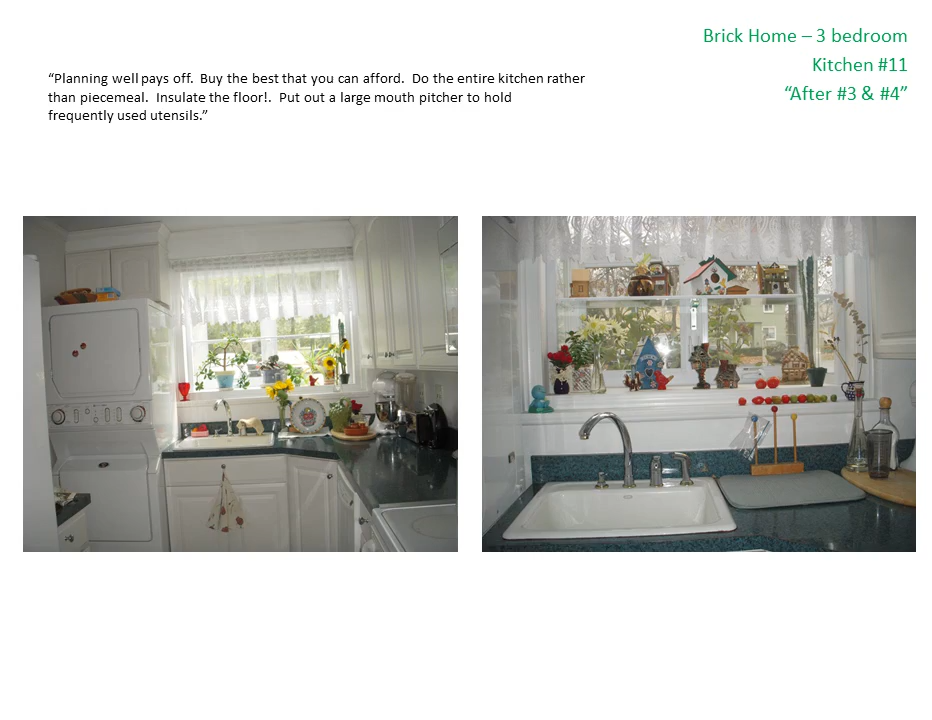 Brick Home – 3 bedroom
Kitchen #11
“After #3 & #4”
“Planning well pays off.  Buy the best that you can afford.  Do the entire kitchen rather
than piecemeal.  Insulate the floor!.  Put out a large mouth pitcher to hold
frequently used utensils.”